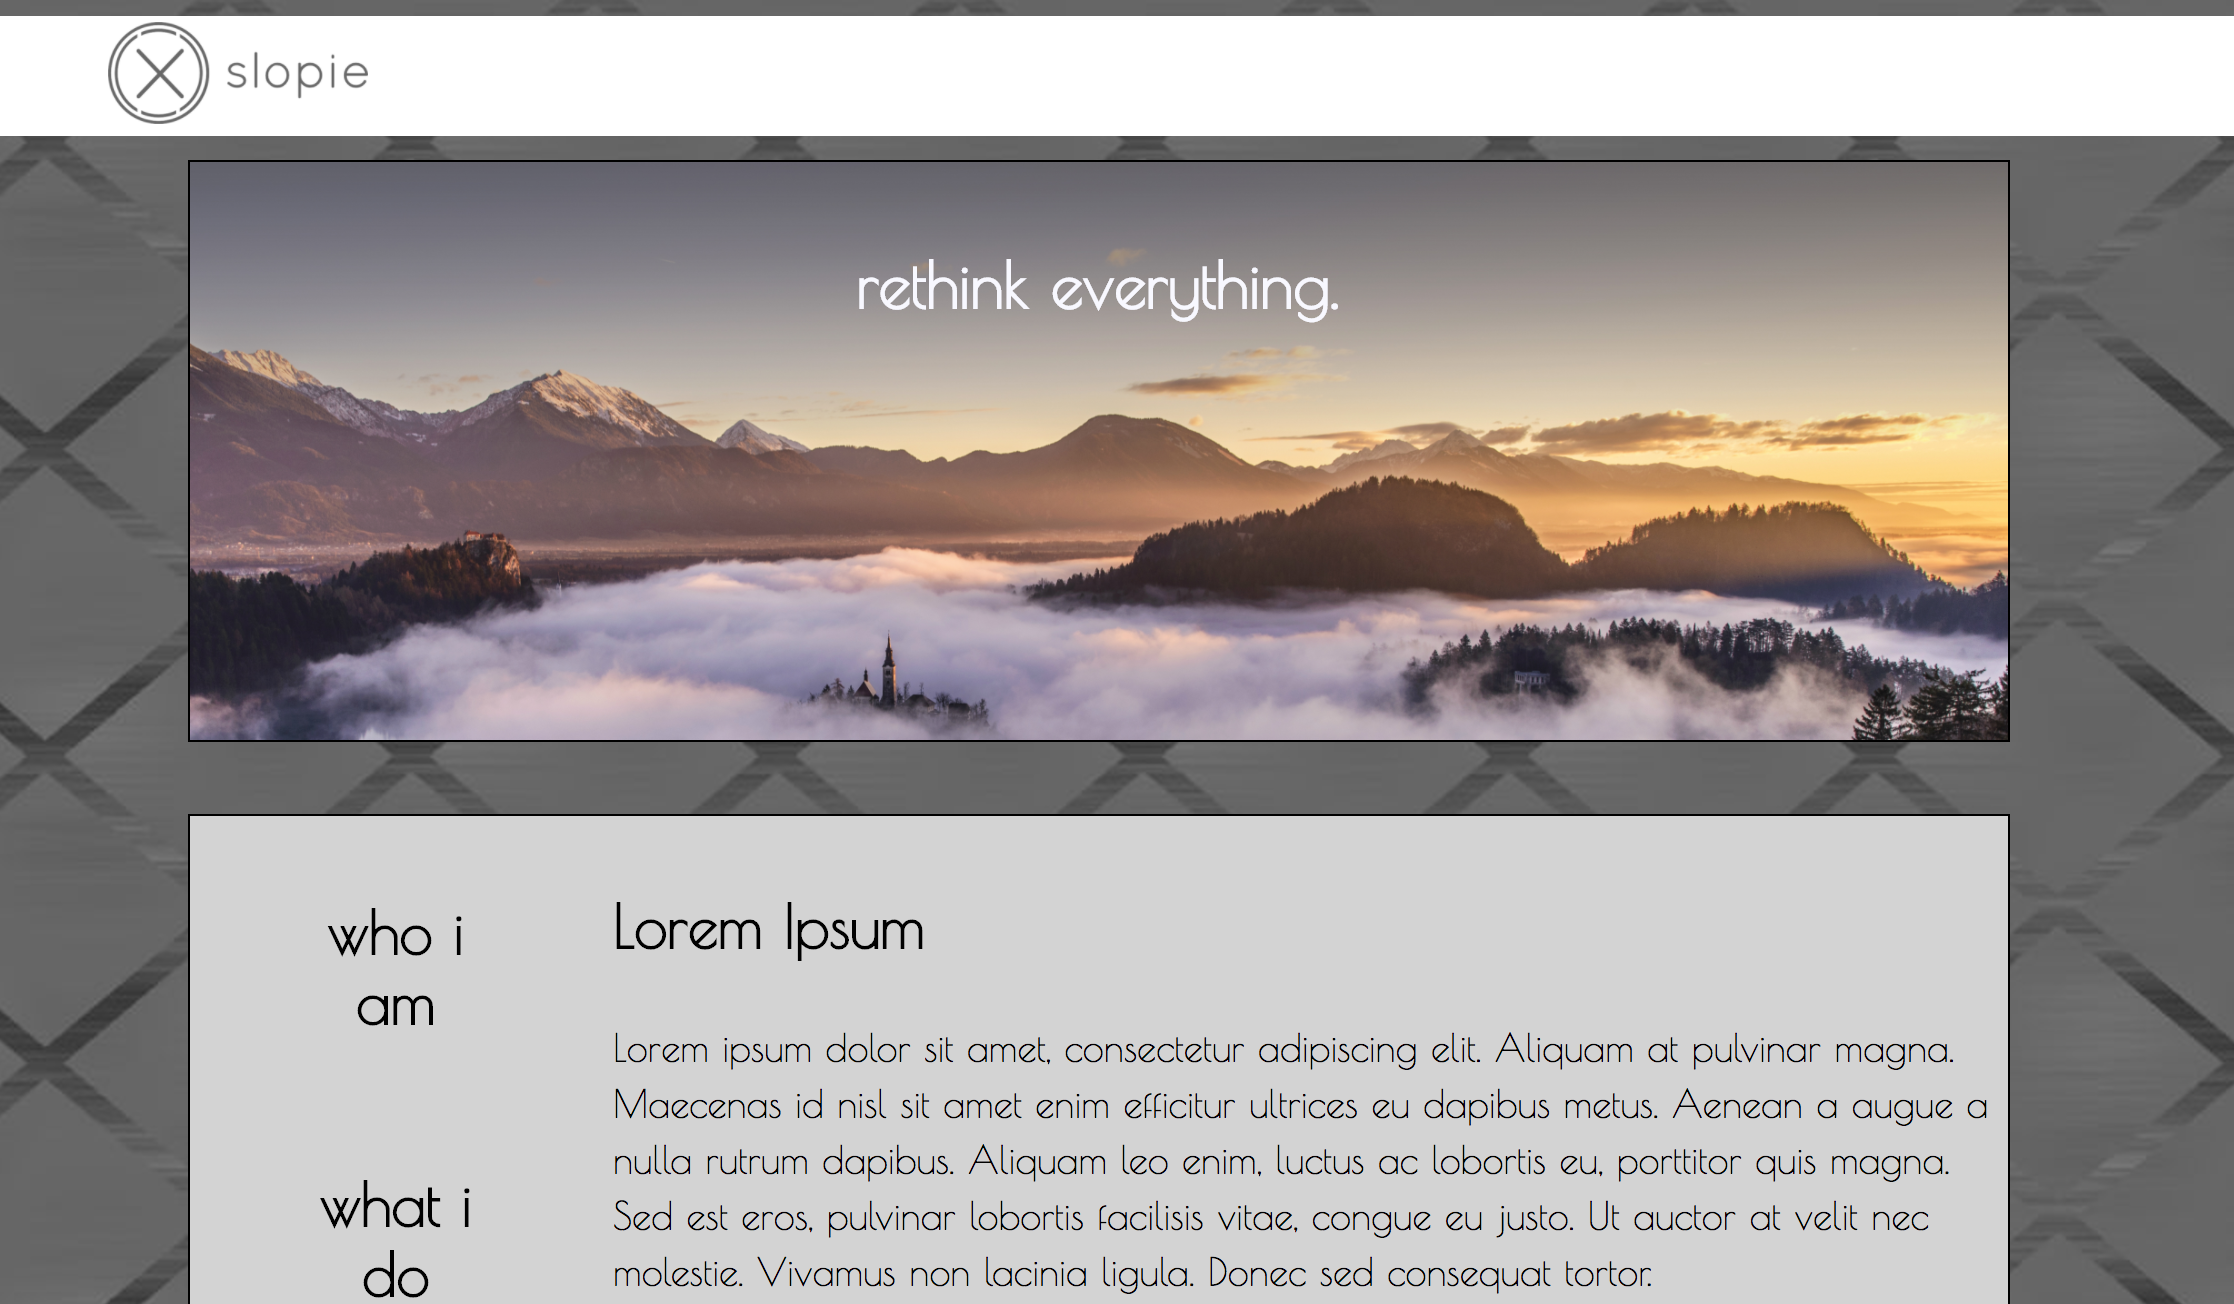 slopie
rethink everything.
who i
am
what i
do
Lorem Ipsum
Lorem ipsum dolor sit amet, consectetur adipiscing elit. Aliquam at pulvinar magna.
Maecenas id nisl sit amet enim efficitur ultrices eu dapibus metus. Aenean a augue a
nulla rutrum dapibus. Aliquam leo enim, luctus ac lobortis eu, porttitor quis magna.
Sed est eros, pulvinar lobortis facilisis vitae, congue eu justo. Ut auctor at velit nec
molestie. Vivamus non lacinia ligula. Donec sed consequat tortor.